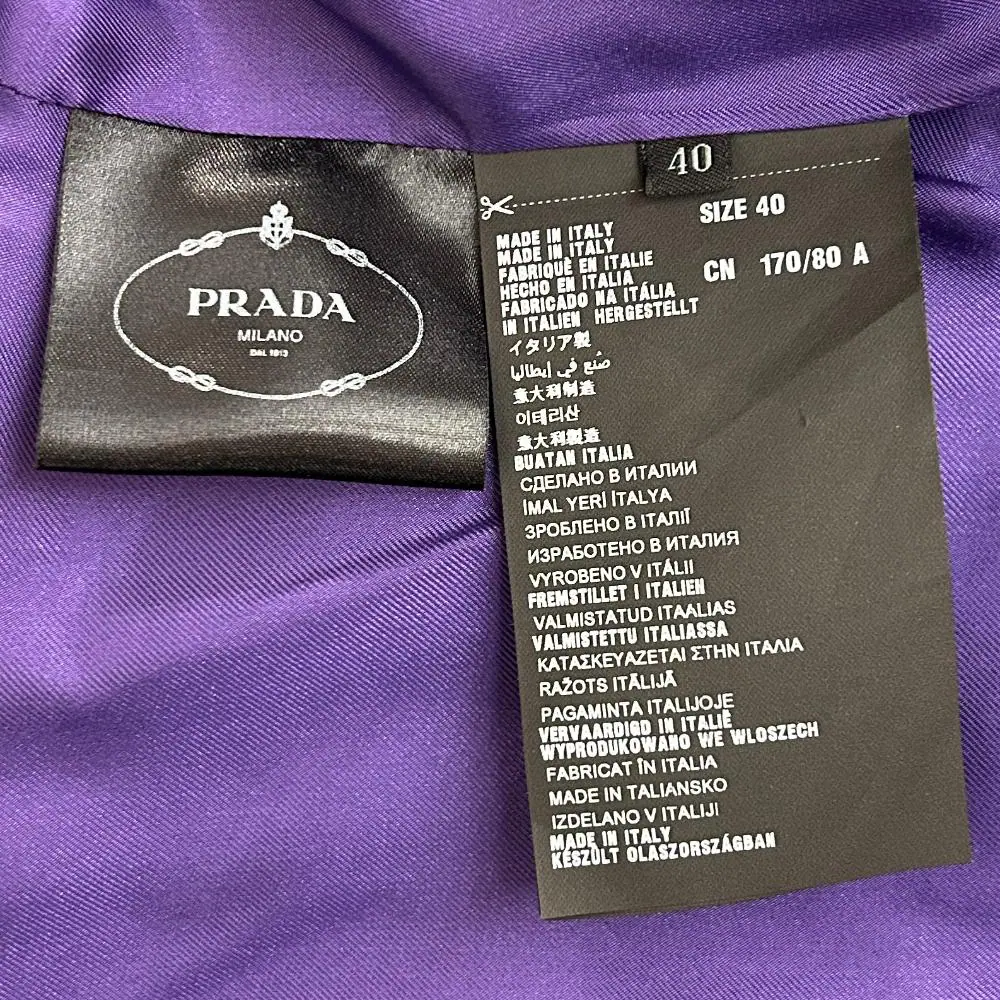 PRADA
MILANO
DAL 1913
40
SIZE 40
CN 170/80 A
MADE IN ITALY
MADE IN ITALY
FABRIQUÈ EN ITALIE
HECHO EN ITALIA
FABRICADO NA ITÁLIA
IN ITALIEN HERGESTELLT
イタリア製
صُنع في إيطاليا
意大利制造
이태리산
意大利製造
BUATAN ITALIA
СДЕЛАНО В ИТАЛИИ
İMAL YERİ İTALYA
ЗРОБЛЕНО В ІТАЛІЇ
ИЗРАБОТЕНО В ИТАЛИЯ
VYROBENO V ITÁLII
FREMSTILLET I ITALIEN
VALMISTATUD ITAALIAS
VALMISTETTU ITALIASSA
ΚΑΤΑΣΚΕΥΑΖΕΤΑΙ ΣΤΗΝ ΙΤΑΛΙΑ
RAŽOTS ITĀLIJĀ
PAGAMINTA ITALIJOJE
VERVAARDIGD IN ITALIË
WYPRODUKOWANO WE WLOSZECH
FABRICAT ÎN ITALIA
MADE IN TALIANSKO
IZDELANO V ITALIJI
MADE IN ITALY
KÉSZÜLT OLASZORSZÁGBAN